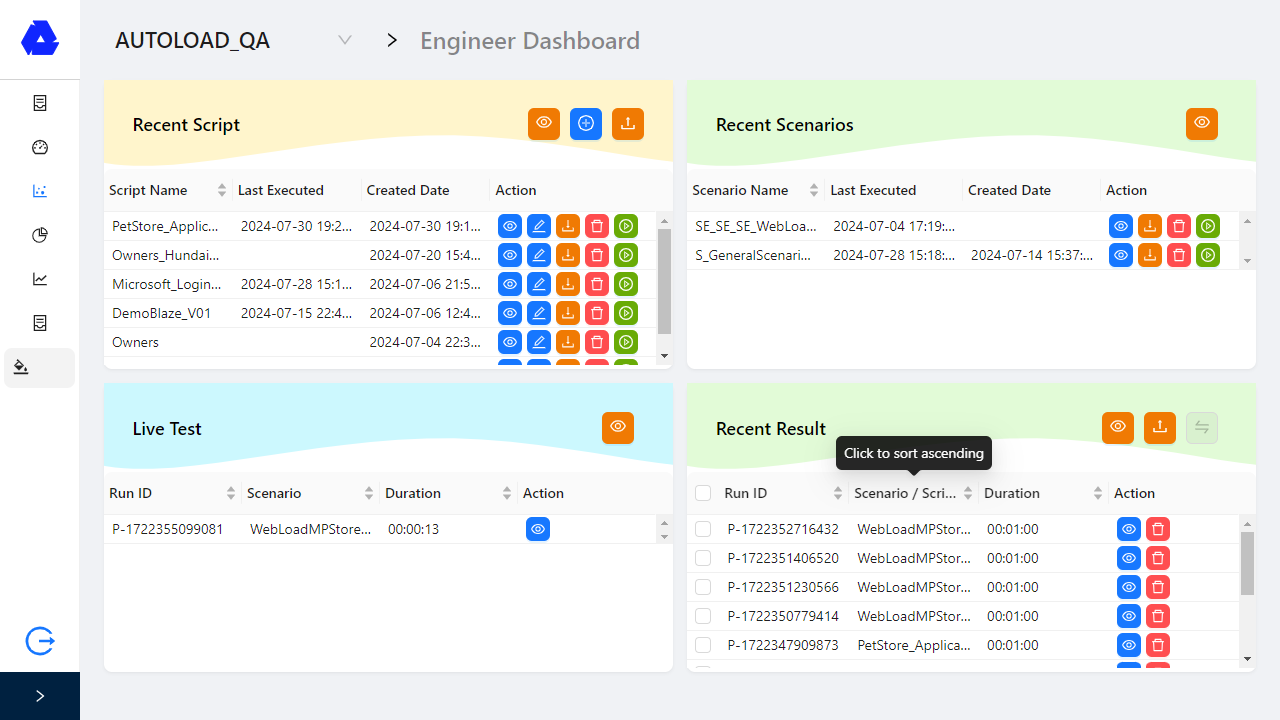 AUTOLOAD_QA > Engineer Dashboard
Recent Script
Script Name Last Executed Created Date Action
PetStore_Applic... 2024-07-30 19:2... 2024-07-30 19:1...
Owners_Hundai... 2024-07-20 15:4...
Microsoft_Login... 2024-07-28 15:1... 2024-07-06 21:5...
DemoBlaze_V01 2024-07-15 22:4... 2024-07-06 12:4...
Owners 2024-07-04 22:3...
Recent Scenarios
Scenario Name Last Executed Created Date Action
SE_SE_SE_WebLoa... 2024-07-04 17:19:...
S_GeneralScenari... 2024-07-28 15:18:... 2024-07-14 15:37:...
Live Test
Run ID Scenario Duration Action
P-1722355099081 WebLoadMPStore... 00:00:13
Recent Result
Click to sort ascending
Run ID Scenario / Scri... Duration Action
P-1722352716432 WebLoadMPStor... 00:01:00
P-1722351406520 WebLoadMPStor... 00:01:00
P-1722351230566 WebLoadMPStor... 00:01:00
P-1722350779414 WebLoadMPStor... 00:01:00
P-1722347909873 PetStore_Applica... 00:01:00